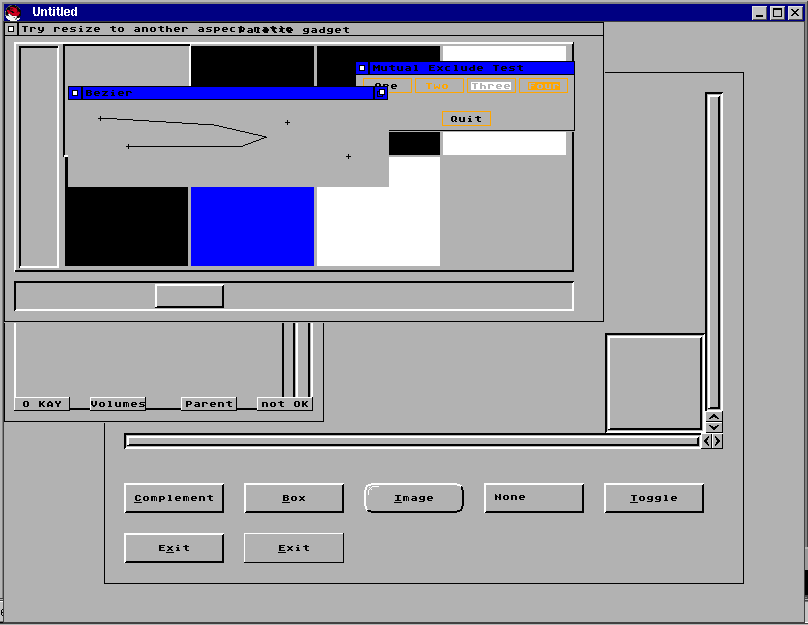 Untitled
Try resize to another aspect ratio
Palette gadget
Mutual Exclude Test
One Two Three Four
Bezier
Quit
O KAY Volumes Parent not OK
Complement Box Image None Toggle
Exit Exit